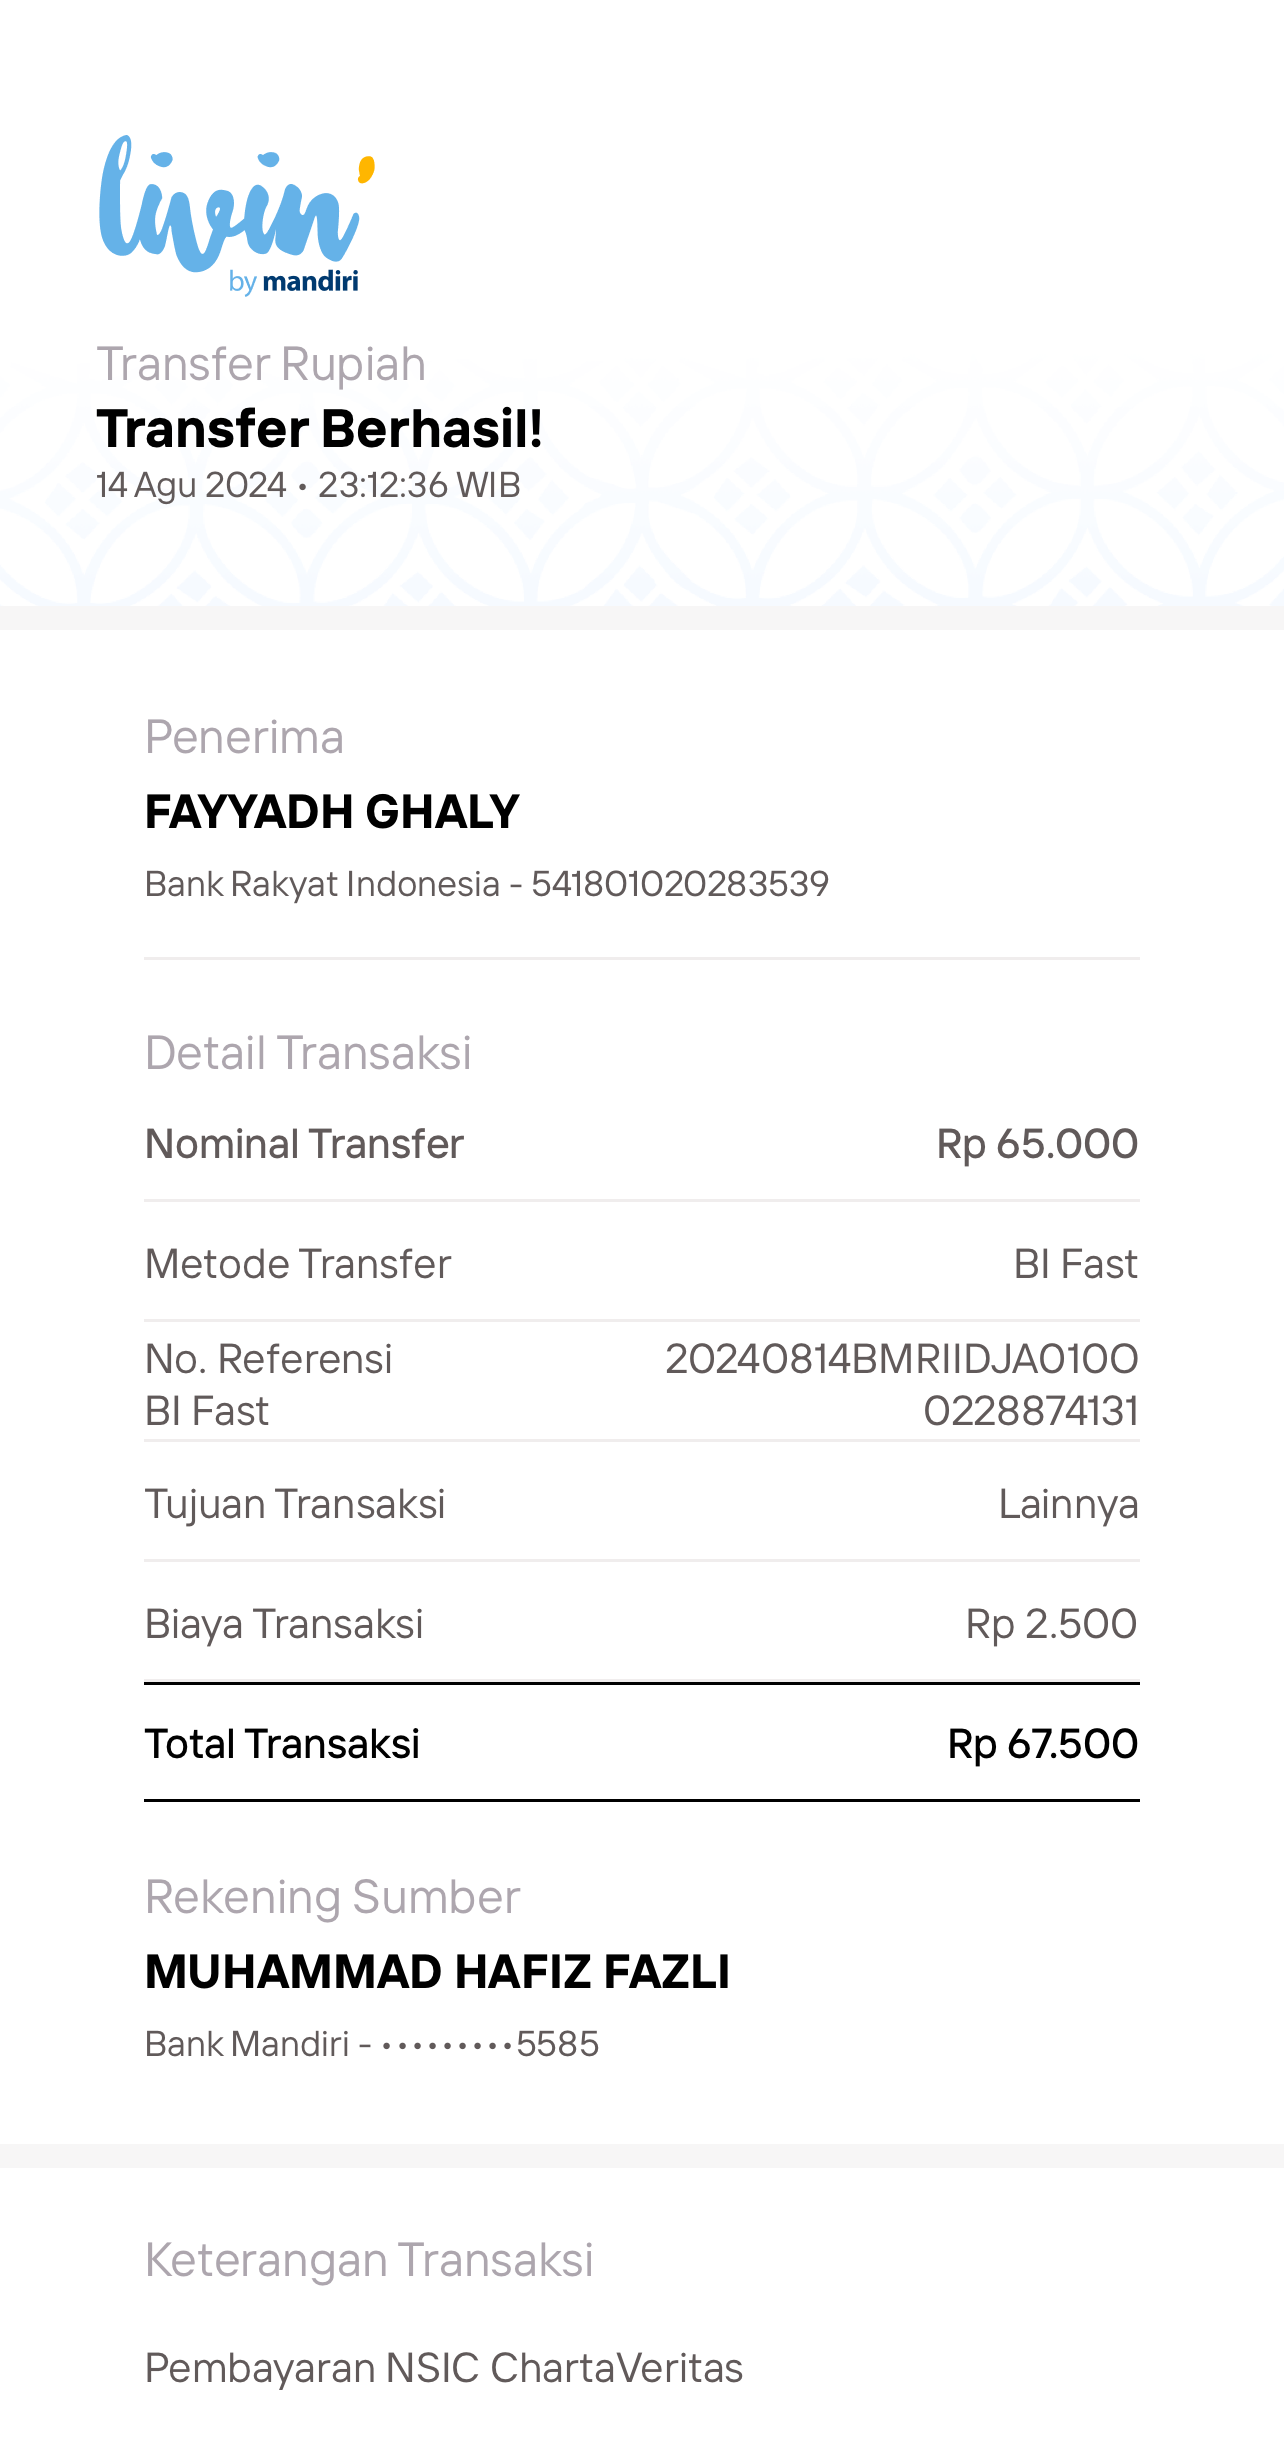 livin'
by mandiri
Transfer Rupiah
Transfer Berhasil!
14 Agu 2024 • 23:12:36 WIB
Penerima
FAYYADH GHALY
Bank Rakyat Indonesia - 541801020283539
Detail Transaksi
Nominal Transfer Rp 65.000
Metode Transfer BI Fast
No. Referensi 20240814BMRIIDJA010O
BI Fast 0228874131
Tujuan Transaksi Lainnya
Biaya Transaksi Rp 2.500
Total Transaksi Rp 67.500
Rekening Sumber
MUHAMMAD HAFIZ FAZLI
Bank Mandiri - •••••••••5585
Keterangan Transaksi
Pembayaran NSIC ChartaVeritas